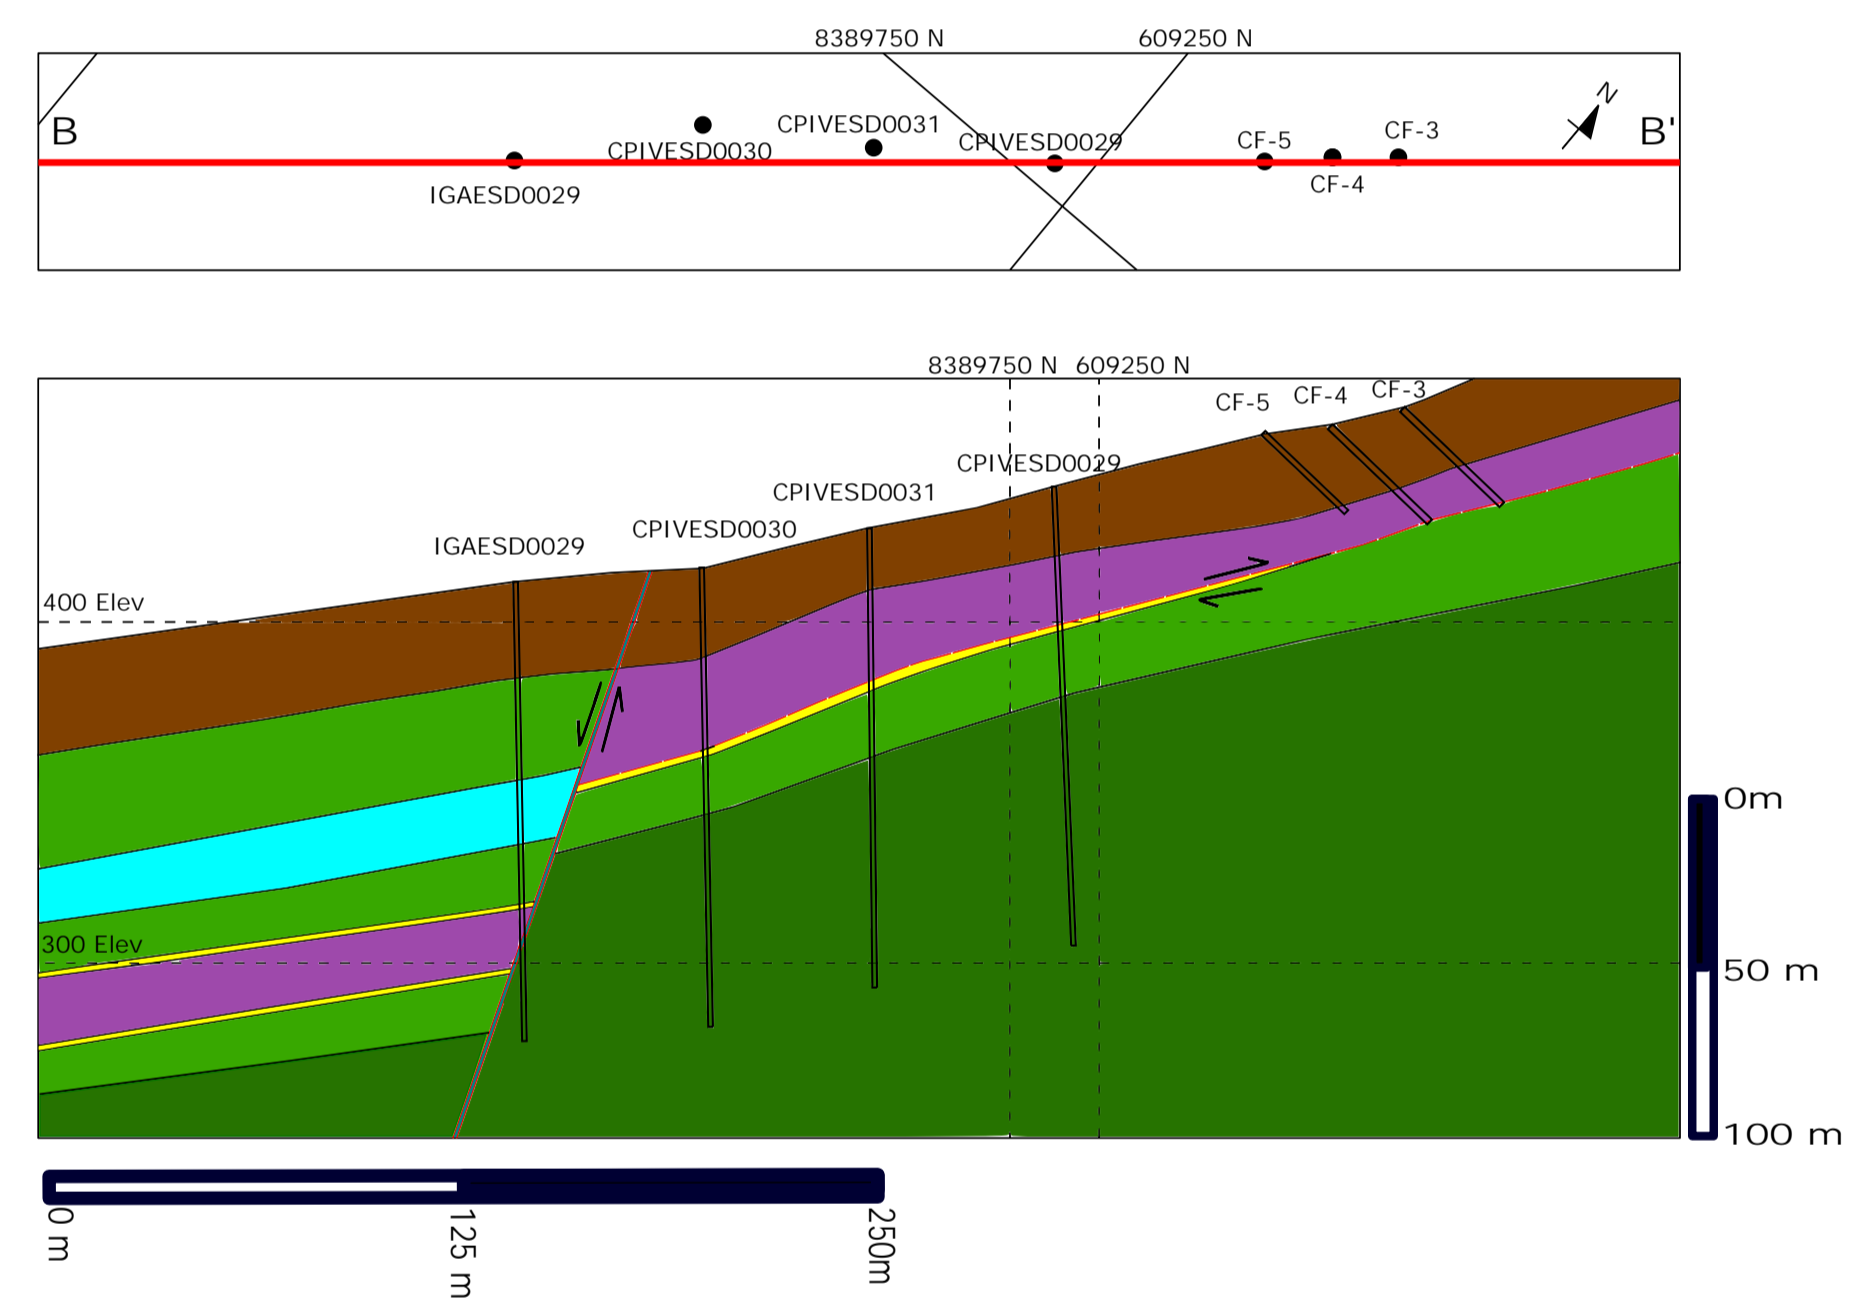 8389750 N 609250 N
N
B CPIVESD0031 CPIVESD0029 CF-5 CF-3 B'
CPIVESD0030
IGAESD0029 CF-4
8389750 N 609250 N
CF-5 CF-4 CF-3
CPIVESD0029
CPIVESD0031
CPIVESD0030
IGAESD0029
400 Elev
0m
300 Elev
50 m
100 m
0 m
125 m
250m